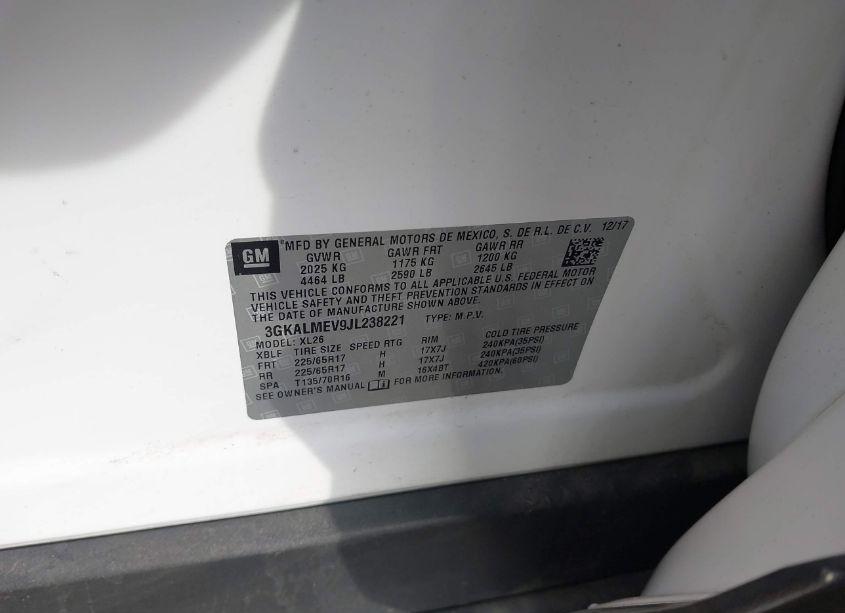 GM
®MFD BY GENERAL MOTORS DE MEXICO, S. DE R.L. DE C.V. 12/17
GVWR GAWR FRT GAWR RR
2025 KG 1175 KG 1200 KG
4464 LB 2590 LB 2645 LB
THIS VEHICLE CONFORMS TO ALL APPLICABLE U.S. FEDERAL MOTOR
VEHICLE SAFETY AND THEFT PREVENTION STANDARDS IN EFFECT ON
THE DATE OF MANUFACTURE SHOWN ABOVE.
3GKALMEV9JL238221 TYPE: M.P.V.
MODEL: XL26
XBLF TIRE SIZE SPEED RTG RIM COLD TIRE PRESSURE
FRT 225/65R17 H 17X7J 240KPA(35PSI)
RR 225/65R17 H 17X7J 240KPA(35PSI)
SPA T135/70R16 M 16X4BT 420KPA(60PSI)
SEE OWNER'S MANUAL FOR MORE INFORMATION.